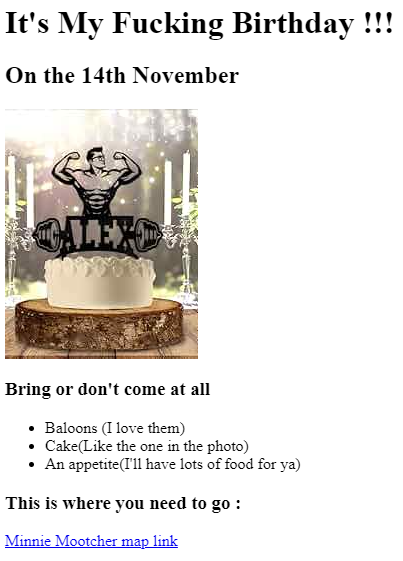 It's My Fucking Birthday !!!
On the 14th November
ALEX
Bring or don't come at all
Baloons (I love them)
Cake(Like the one in the photo)
An appetite(I'll have lots of food for ya)
This is where you need to go :
Minnie Mootcher map link